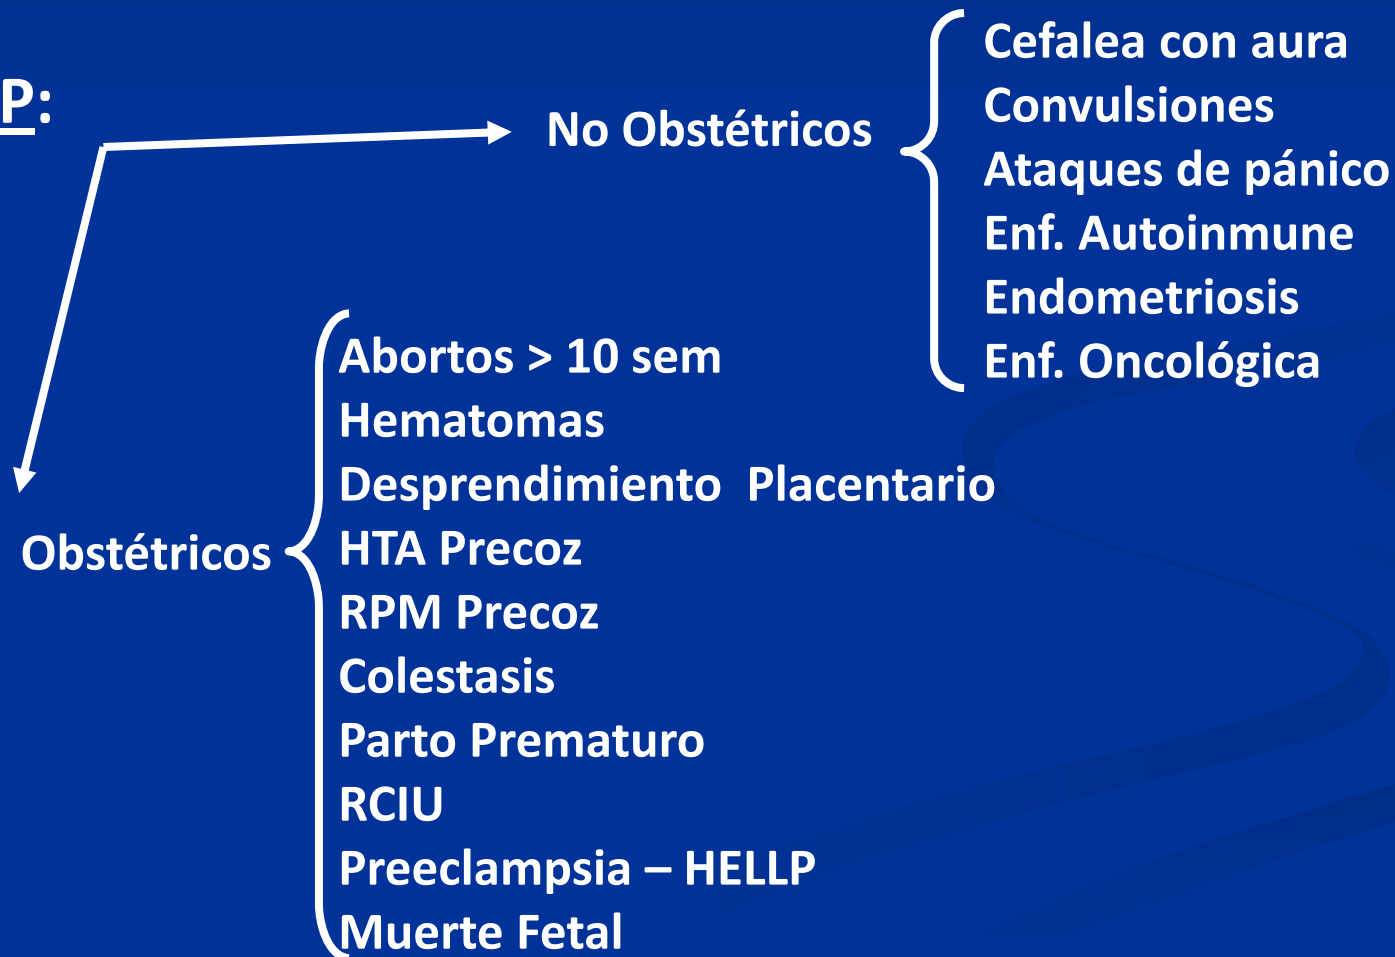 P:
No Obstétricos
Cefalea con aura
Convulsiones
Ataques de pánico
Enf. Autoinmune
Endometriosis
Enf. Oncológica
Obstétricos
Abortos > 10 sem
Hematomas
Desprendimiento Placentario
HTA Precoz
RPM Precoz
Colestasis
Parto Prematuro
RCIU
Preeclampsia – HELLP
Muerte Fetal